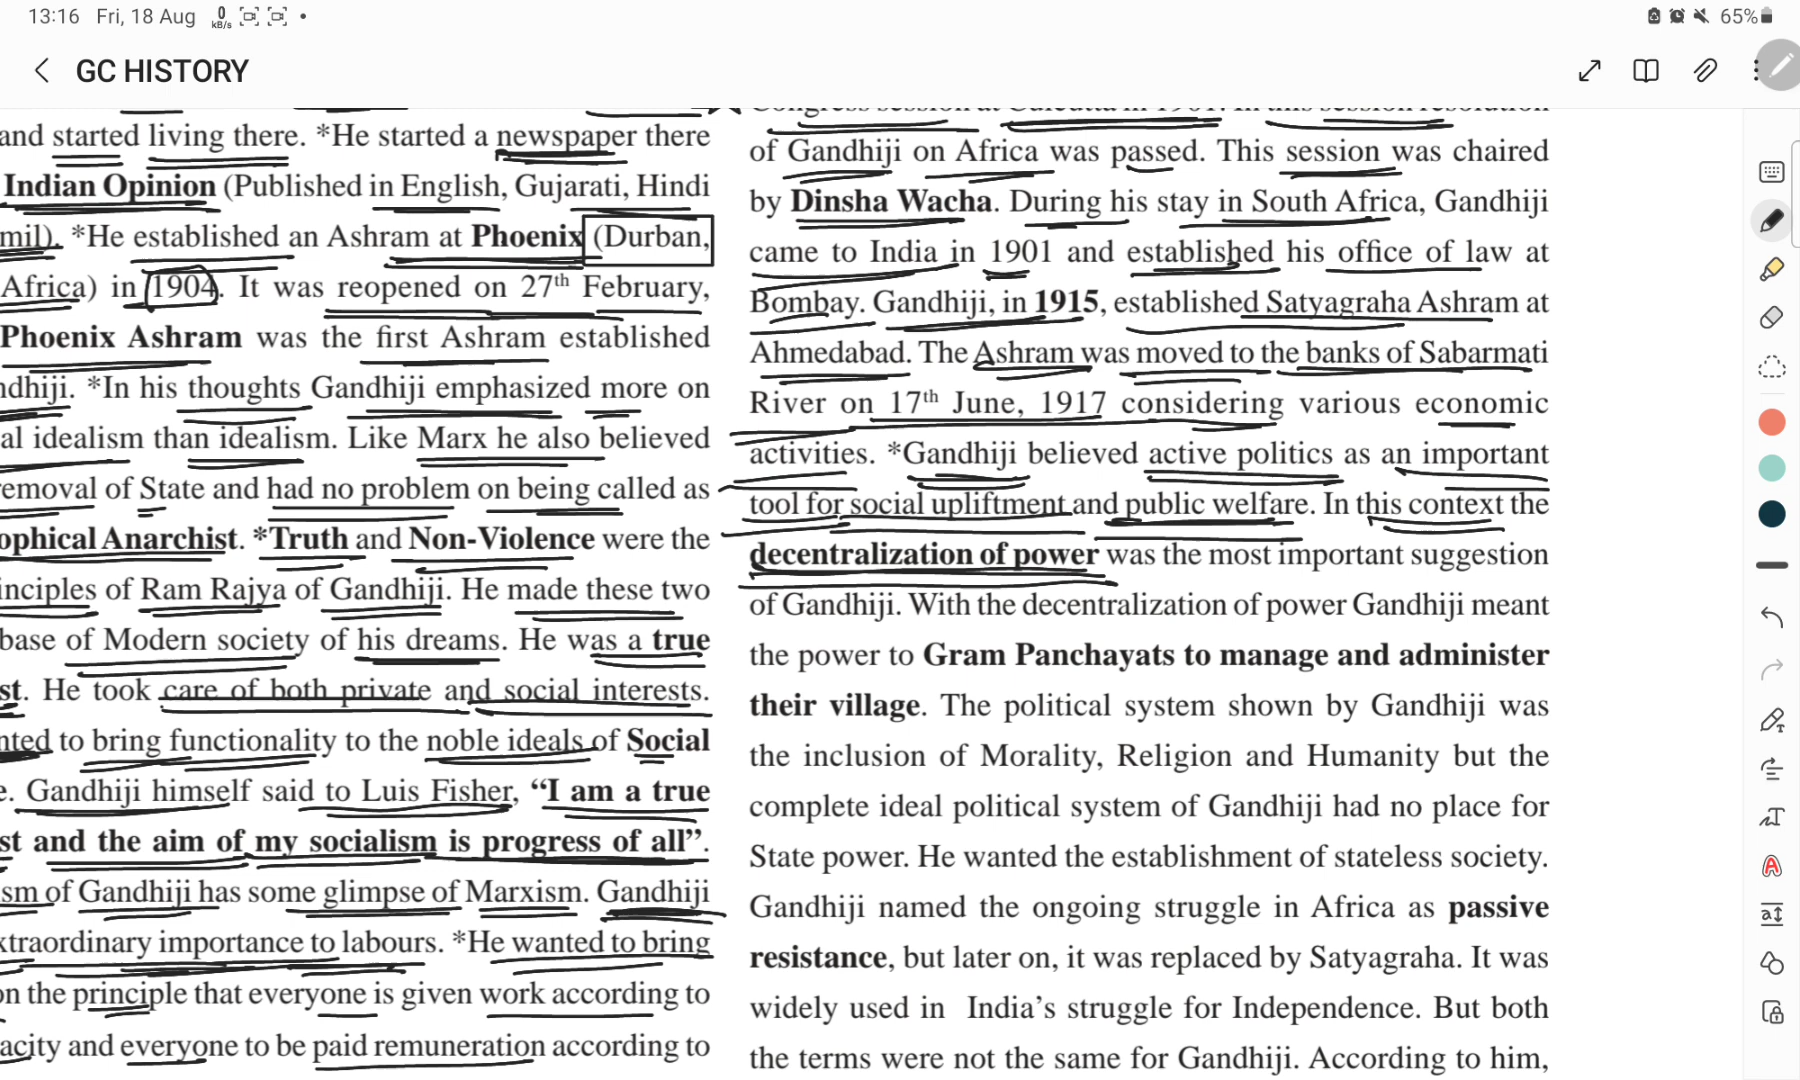 13:16 Fri, 18 Aug 0 kB/s 65%
GC HISTORY
and started living there. *He started a newspaper there
Indian Opinion (Published in English, Gujarati, Hindi
mil). *He established an Ashram at Phoenix (Durban,
Africa) in 1904. It was reopened on 27th February,
Phoenix Ashram was the first Ashram established
ndhiji. *In his thoughts Gandhiji emphasized more on
al idealism than idealism. Like Marx he also believed
emoval of State and had no problem on being called as
ophical Anarchist. *Truth and Non-Violence were the
inciples of Ram Rajya of Gandhiji. He made these two
base of Modern society of his dreams. He was a true
st. He took care of both private and social interests.
nted to bring functionality to the noble ideals of Social
e. Gandhiji himself said to Luis Fisher, “I am a true
st and the aim of my socialism is progress of all”.
sm of Gandhiji has some glimpse of Marxism. Gandhiji
xtraordinary importance to labours. *He wanted to bring
on the principle that everyone is given work according to
acity and everyone to be paid remuneration according to
Congress session at Calcutta in 1901. In this session resolution
of Gandhiji on Africa was passed. This session was chaired
by Dinsha Wacha. During his stay in South Africa, Gandhiji
came to India in 1901 and established his office of law at
Bombay. Gandhiji, in 1915, established Satyagraha Ashram at
Ahmedabad. The Ashram was moved to the banks of Sabarmati
River on 17th June, 1917 considering various economic
activities. *Gandhiji believed active politics as an important
tool for social upliftment and public welfare. In this context the
decentralization of power was the most important suggestion
of Gandhiji. With the decentralization of power Gandhiji meant
the power to Gram Panchayats to manage and administer
their village. The political system shown by Gandhiji was
the inclusion of Morality, Religion and Humanity but the
complete ideal political system of Gandhiji had no place for
State power. He wanted the establishment of stateless society.
Gandhiji named the ongoing struggle in Africa as passive
resistance, but later on, it was replaced by Satyagraha. It was
widely used in India’s struggle for Independence. But both
the terms were not the same for Gandhiji. According to him,